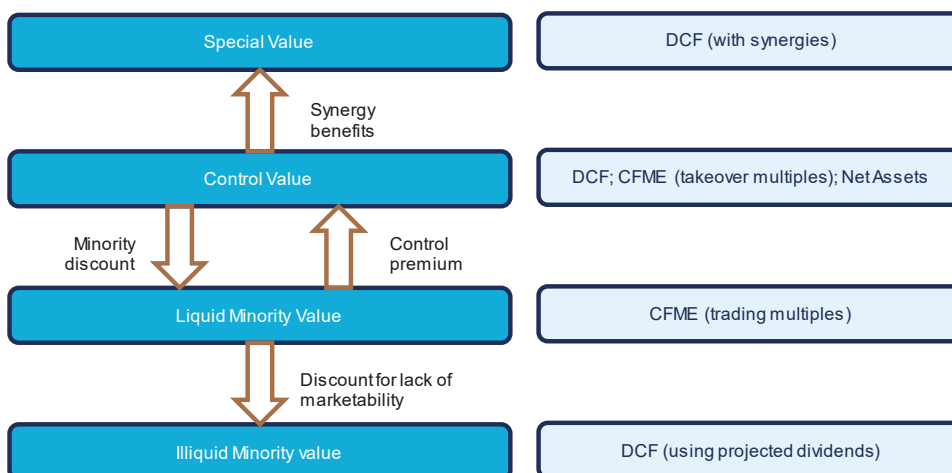 Special Value
DCF (with synergies)
Synergy
benefits
Control Value
DCF; CFME (takeover multiples); Net Assets
Minority
discount
Control
premium
Liquid Minority Value
CFME (trading multiples)
Discount for lack of
marketability
Illiquid Minority value
DCF (using projected dividends)